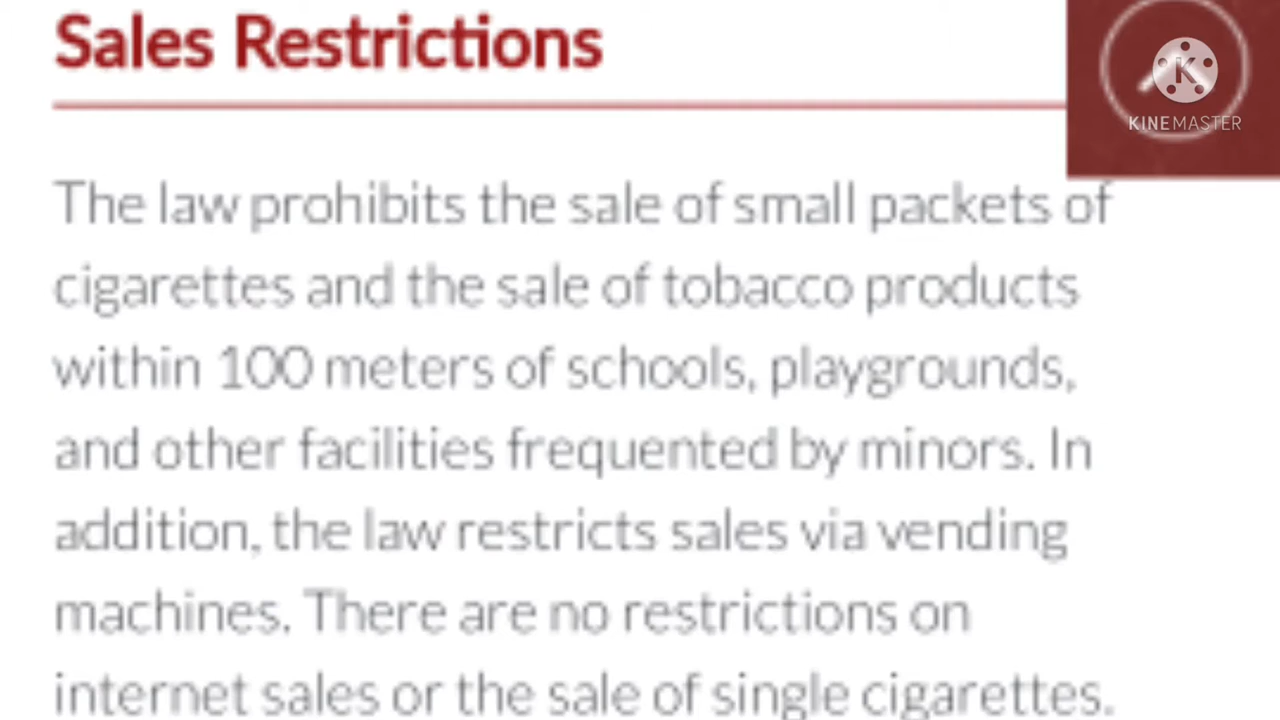 Sales Restrictions
KINEMASTER
The law prohibits the sale of small packets of
cigarettes and the sale of tobacco products
within 100 meters of schools, playgrounds,
and other facilities frequented by minors. In
addition, the law restricts sales via vending
machines. There are no restrictions on
internet sales or the sale of single cigarettes.